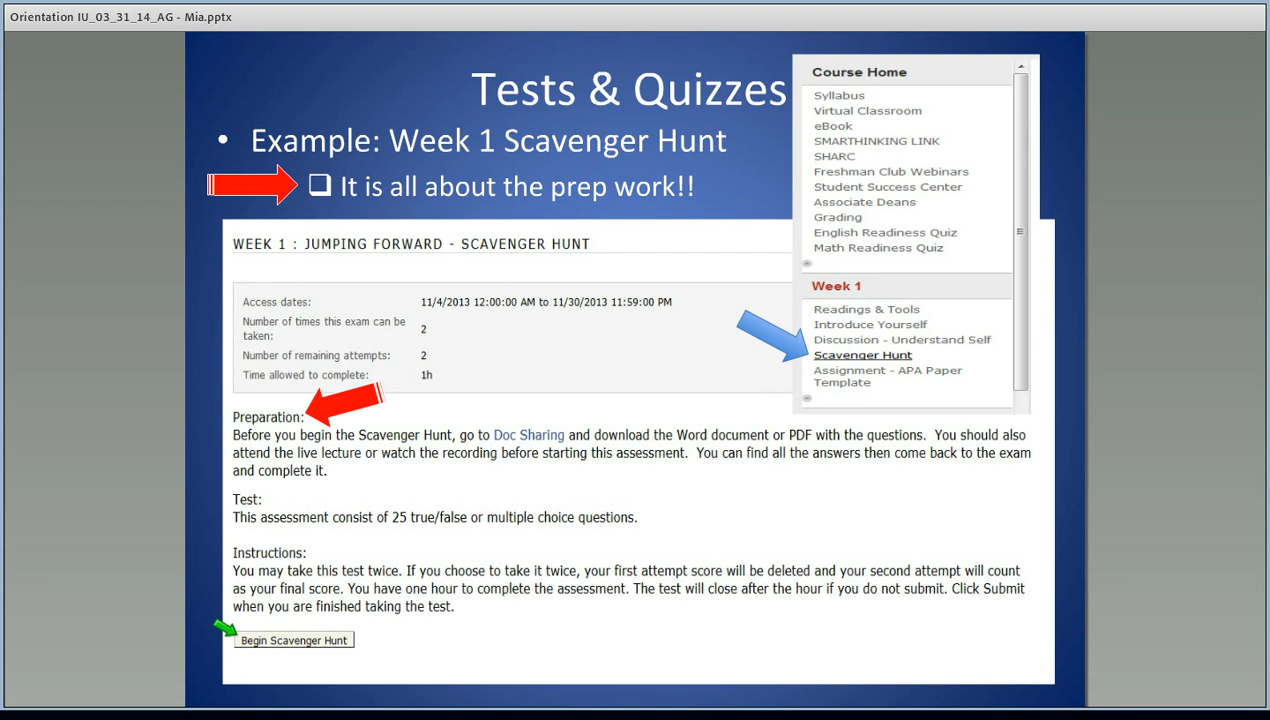 Orientation IU_03_31_14_AG - Mia.pptx
Tests & Quizzes
• Example: Week 1 Scavenger Hunt
❑ It is all about the prep work!!
WEEK 1 : JUMPING FORWARD - SCAVENGER HUNT
Access dates: 11/4/2013 12:00:00 AM to 11/30/2013 11:59:00 PM
Number of times this exam can be
taken: 2
Number of remaining attempts: 2
Time allowed to complete: 1h
Preparation:
Before you begin the Scavenger Hunt, go to Doc Sharing and download the Word document or PDF with the questions. You should also
attend the live lecture or watch the recording before starting this assessment. You can find all the answers then come back to the exam
and complete it.
Test:
This assessment consist of 25 true/false or multiple choice questions.
Instructions:
You may take this test twice. If you choose to take it twice, your first attempt score will be deleted and your second attempt will count
as your final score. You have one hour to complete the assessment. The test will close after the hour if you do not submit. Click Submit
when you are finished taking the test.
Begin Scavenger Hunt
Course Home
Syllabus
Virtual Classroom
eBook
SMARTHINKING LINK
SHARC
Freshman Club Webinars
Student Success Center
Associate Deans
Grading
English Readiness Quiz
Math Readiness Quiz
Week 1
Readings & Tools
Introduce Yourself
Discussion - Understand Self
Scavenger Hunt
Assignment - APA Paper
Template